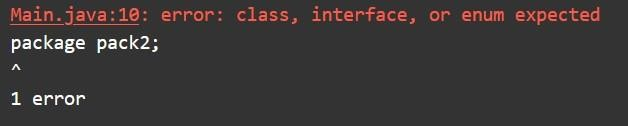 Main.java:10: error: class, interface, or enum expected
package pack2;
^
1 error